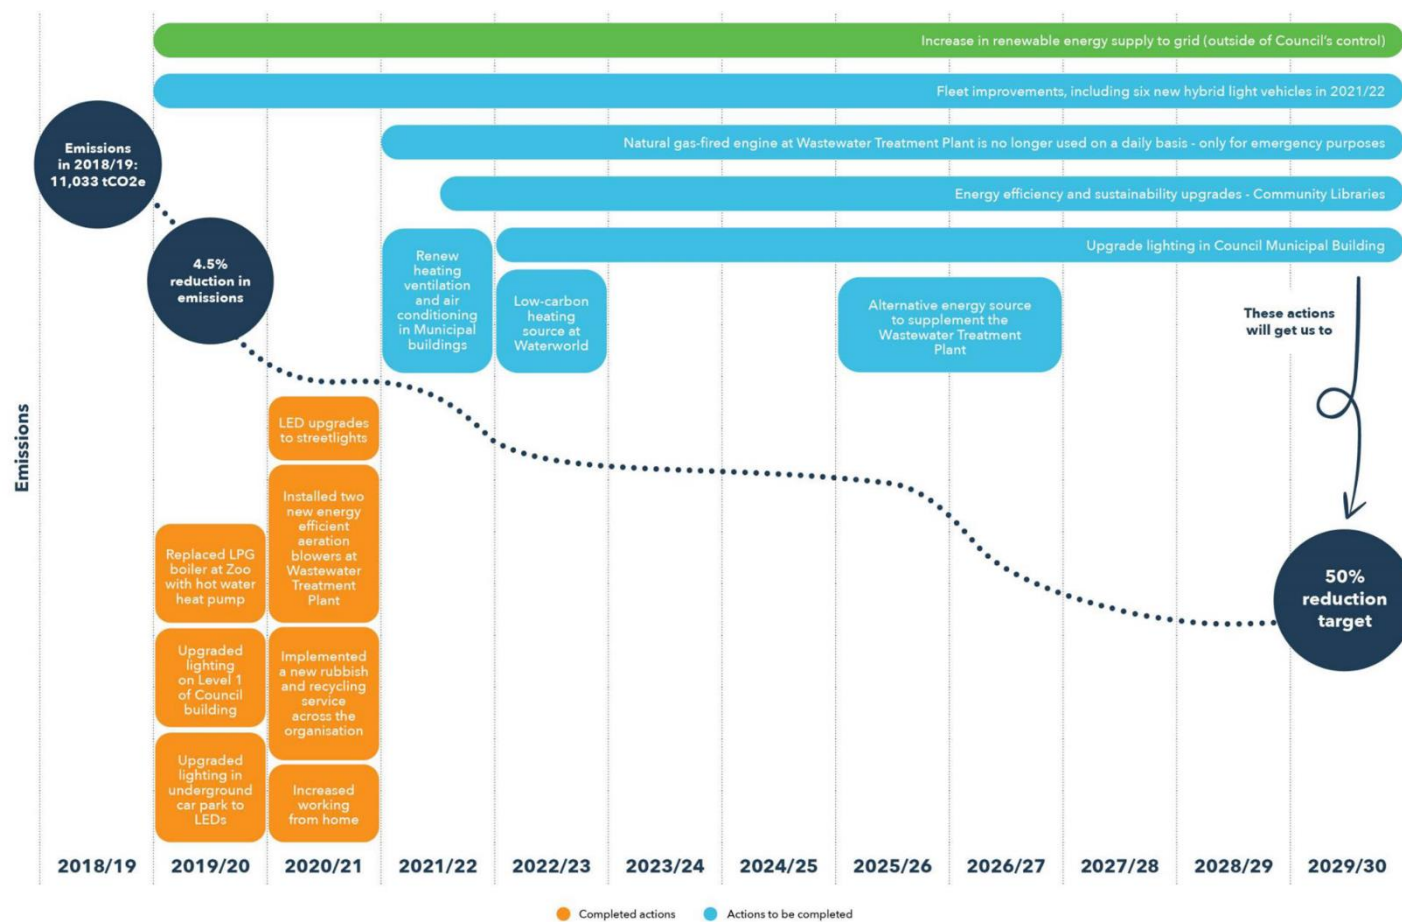 Increase in renewable energy supply to grid (outside of Council's control)
Fleet improvements, including six new hybrid light vehicles in 2021/22
Natural gas-fired engine at Wastewater Treatment Plant is no longer used on a daily basis - only for emergency purposes
Energy efficiency and sustainability upgrades - Community Libraries
Upgrade lighting in Council Municipal Building
Emissions
in 2018/19:
11,033 tCO2e
4.5%
reduction in
emissions
Renew
heating
ventilation
and air
conditioning
in Municipal
buildings
Low-carbon
heating
source at
Waterworld
Alternative energy source
to supplement the
Wastewater Treatment
Plant
These actions
will get us to
50%
reduction
target
Emissions
Replaced LPG
boiler at Zoo
with hot water
heat pump
Upgraded
lighting
on Level 1
of Council
building
Upgraded
lighting in
underground
car park to
LEDs
LED upgrades
to streetlights
Installed two
new energy
efficient
aeration
blowers at
Wastewater
Treatment
Plant
Implemented
a new rubbish
and recycling
service
across the
organisation
Increased
working
from home
2018/19 2019/20 2020/21 2021/22 2022/23 2023/24 2024/25 2025/26 2026/27 2027/28 2028/29 2029/30
Completed actions Actions to be completed